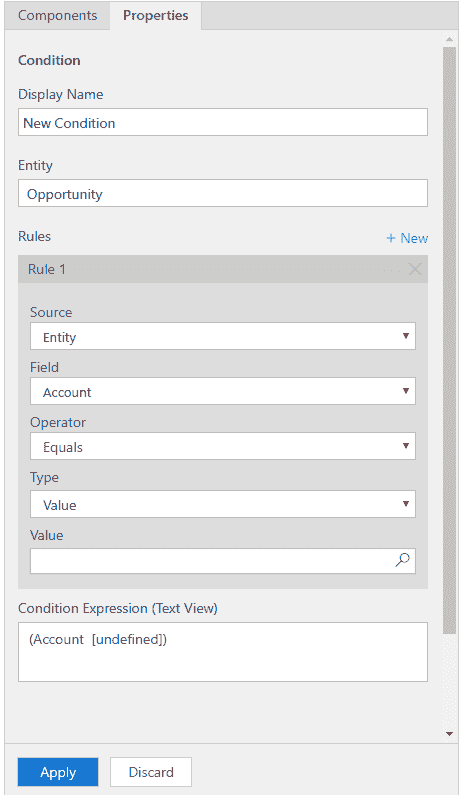 Components Properties
Condition
Display Name
New Condition
Entity
Opportunity
Rules + New
Rule 1
Source
Entity
Field
Account
Operator
Equals
Type
Value
Value
Condition Expression (Text View)
(Account [undefined])
Apply Discard